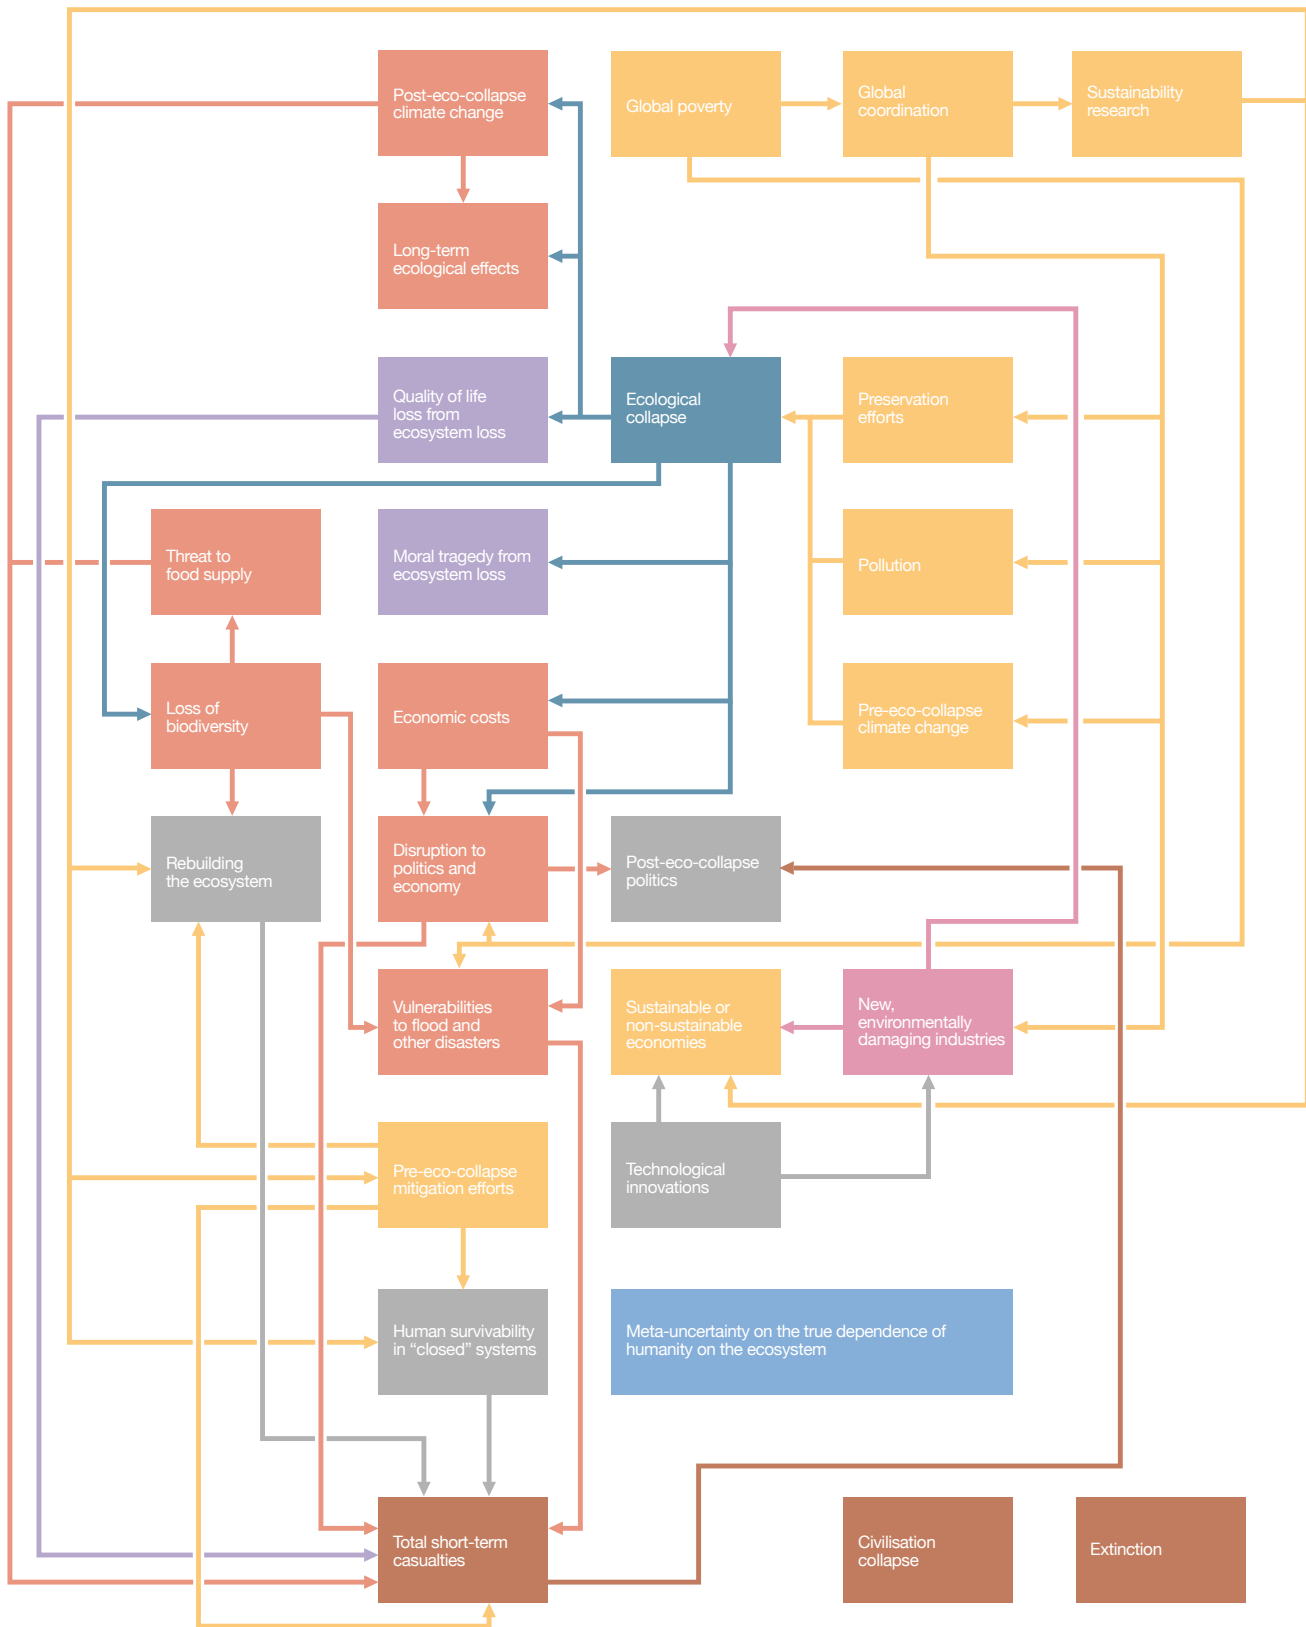 Post-eco-collapse
climate change
Global poverty
Global
coordination
Sustainability
research
Long-term
ecological effects
Quality of life
loss from
ecosystem loss
Ecological
collapse
Preservation
efforts
Threat to
food supply
Moral tragedy from
ecosystem loss
Pollution
Loss of
biodiversity
Economic costs
Pre-eco-collapse
climate change
Rebuilding
the ecosystem
Disruption to
politics and
economy
Post-eco-collapse
politics
Vulnerabilities
to flood and
other disasters
Sustainable or
non-sustainable
economies
New,
environmentally
damaging industries
Pre-eco-collapse
mitigation efforts
Technological
innovations
Human survivability
in “closed” systems
Meta-uncertainty on the true dependence of
humanity on the ecosystem
Total short-term
casualties
Civilisation
collapse
Extinction